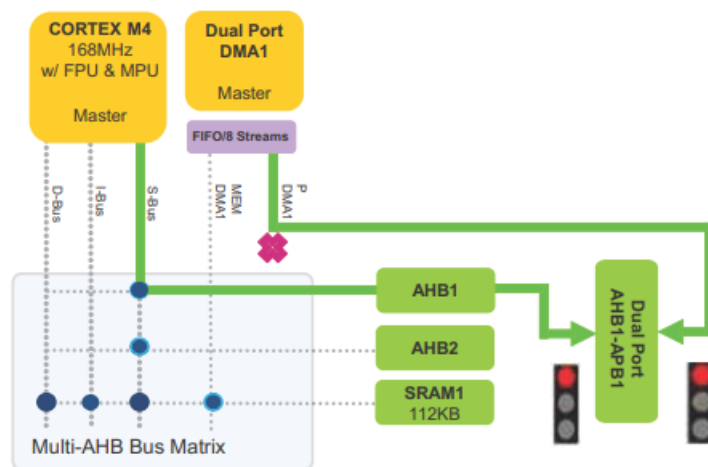 CORTEX M4
168MHz
w/ FPU & MPU
Master
Dual Port
DMA1
Master
FIFO/8 Streams
D-Bus
I-Bus
S-Bus
MEM
DMA1
P
DMA1
AHB1
AHB2
SRAM1
112KB
Dual Port
AHB1-APB1
Multi-AHB Bus Matrix